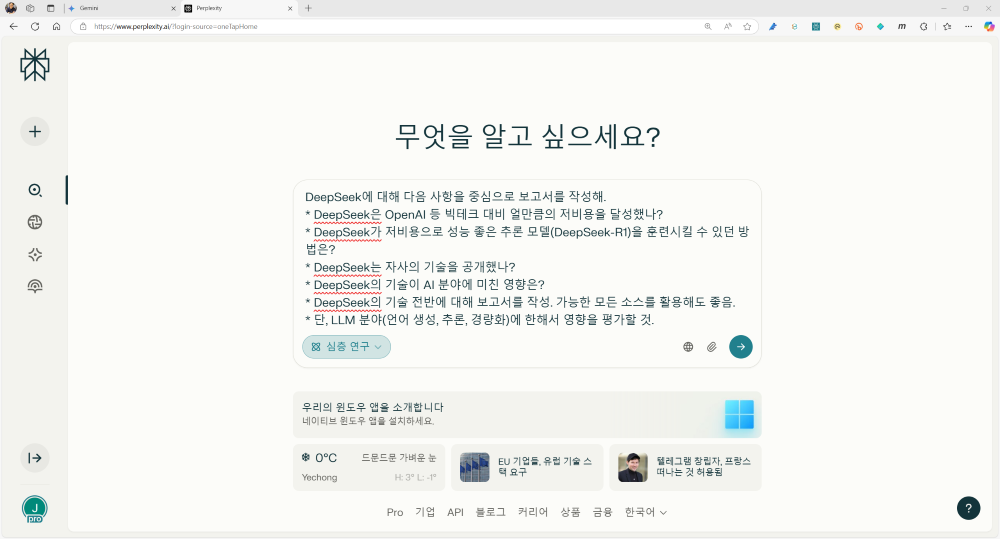 Gemini
Perplexity
https://www.perplexity.ai/?login-source=oneTapHome
무엇을 알고 싶으세요?
DeepSeek에 대해 다음 사항을 중심으로 보고서를 작성해.
* DeepSeek은 OpenAI 등 빅테크 대비 얼만큼의 저비용을 달성했나?
* DeepSeek가 저비용으로 성능 좋은 추론 모델(DeepSeek-R1)을 훈련시킬 수 있던 방
법은?
* DeepSeek는 자사의 기술을 공개했나?
* DeepSeek의 기술이 AI 분야에 미친 영향은?
* DeepSeek의 기술 전반에 대해 보고서를 작성. 가능한 모든 소스를 활용해도 좋음.
* 단, LLM 분야(언어 생성, 추론, 경량화)에 한해서 영향을 평가할 것.
심층 연구
우리의 윈도우 앱을 소개합니다
네이티브 윈도우 앱을 설치하세요.
0°C 드문드문 가벼운 눈
Yechong H: 3° L: -1°
EU 기업들, 유럽 기술 스
택 요구
텔레그램 창립자, 프랑스
떠나는 것 허용됨
Pro 기업 API 블로그 커리어 상품 금융 한국어
J
pro
?